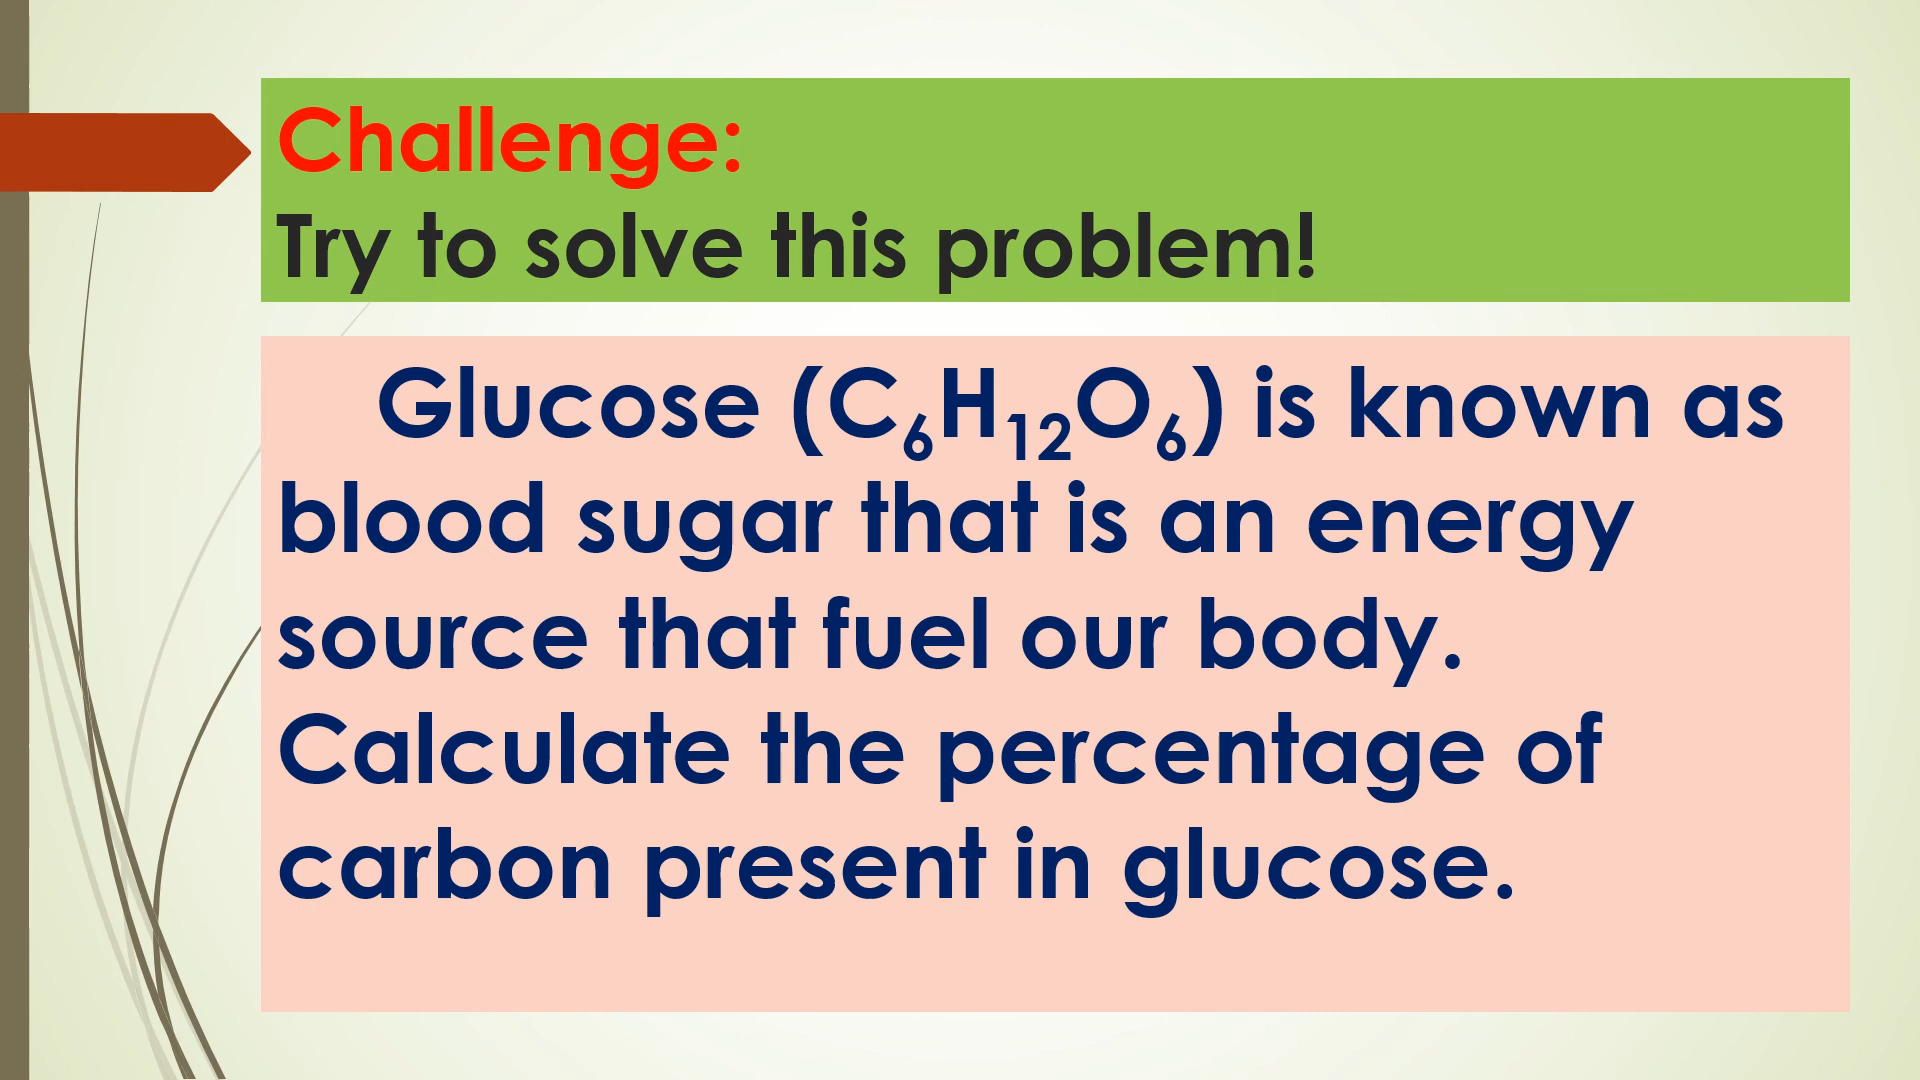 Challenge:
Try to solve this problem!
Glucose (C₆H₁₂O₆) is known as
blood sugar that is an energy
source that fuel our body.
Calculate the percentage of
carbon present in glucose.